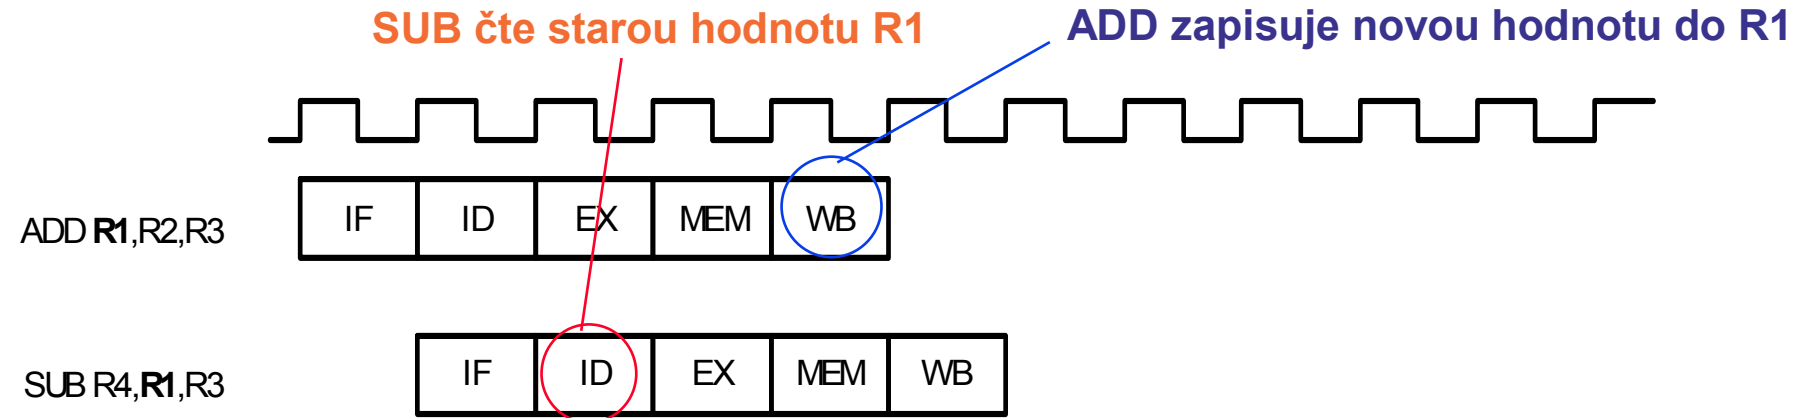 SUB čte starou hodnotu R1
ADD zapisuje novou hodnotu do R1
ADD R1,R2,R3
IF ID EX MEM WB
SUB R4,R1,R3
IF ID EX MEM WB